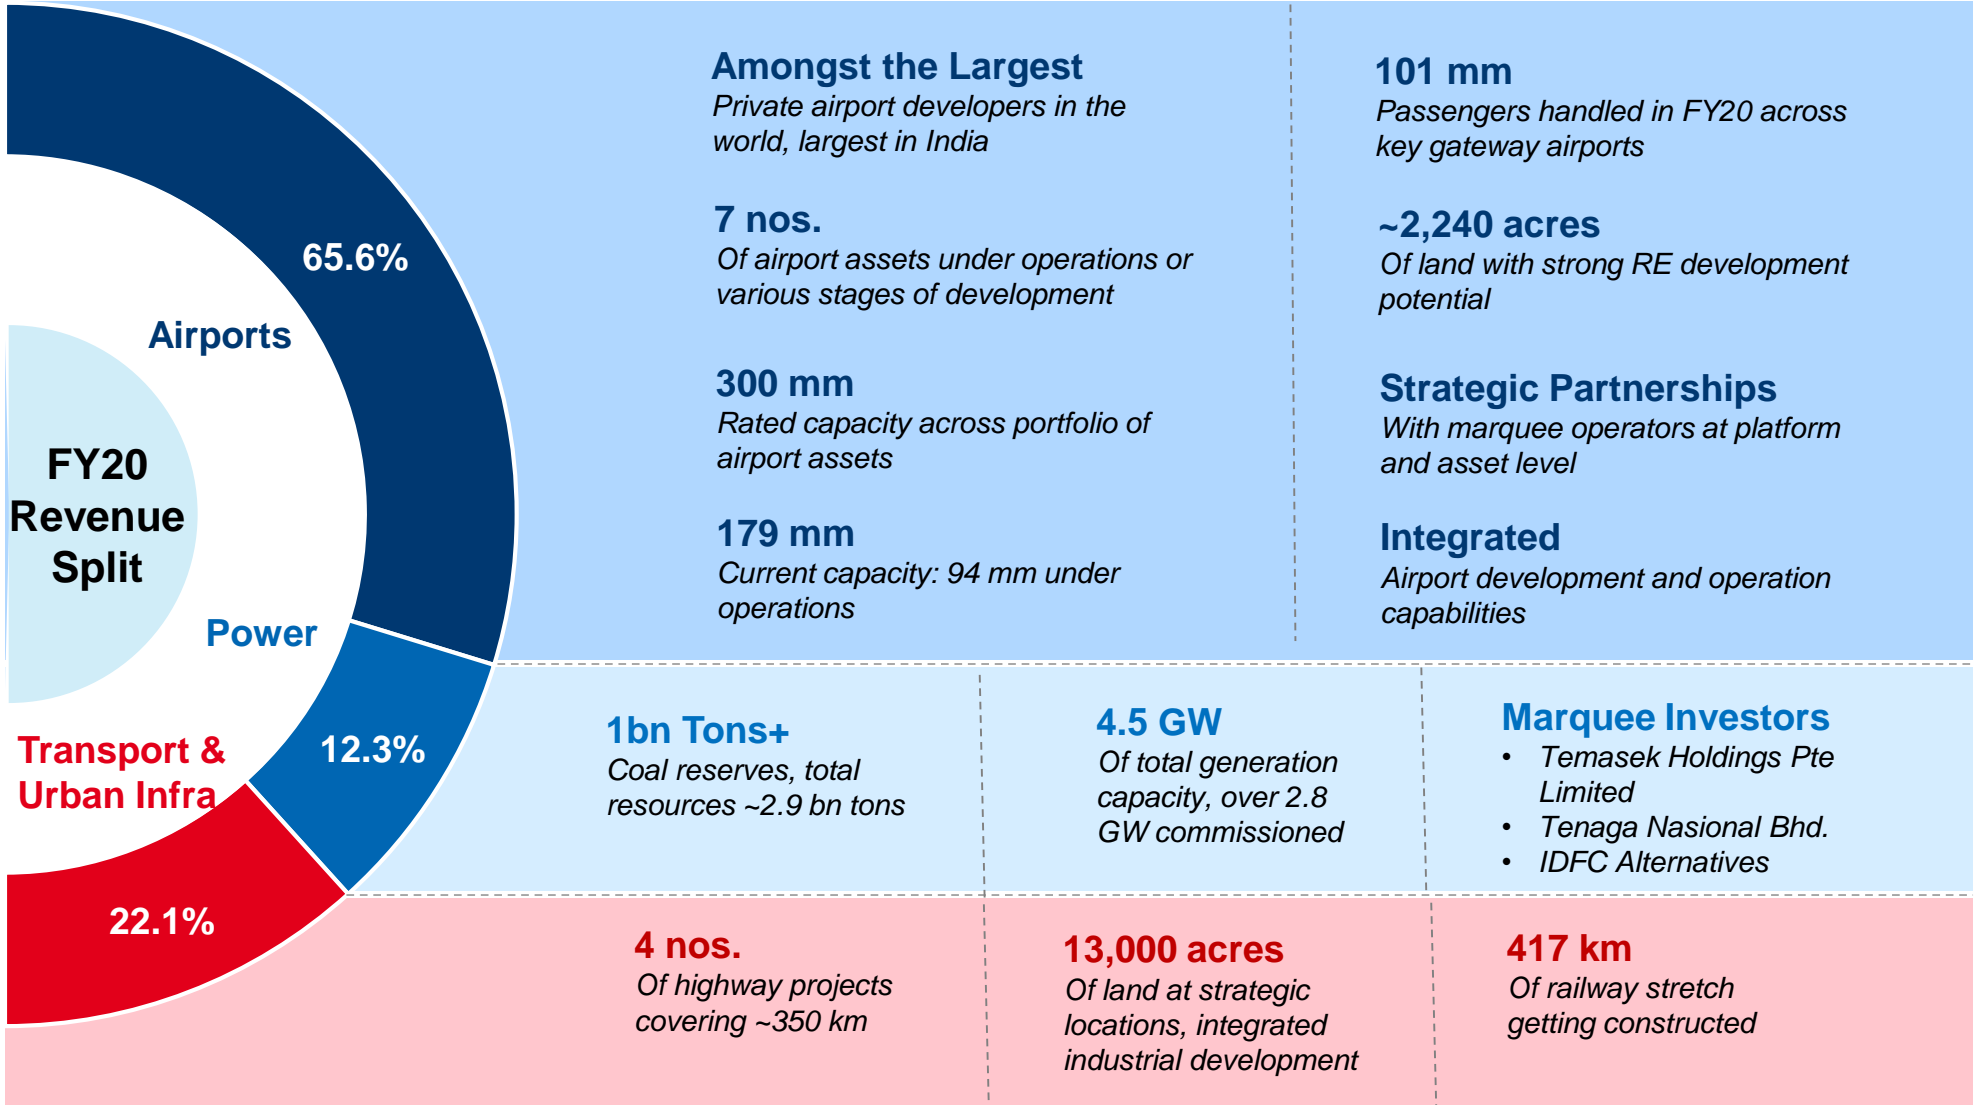 FY20
Revenue
Split
Airports
65.6%
Power
12.3%
Transport &
Urban Infra
22.1%
Amongst the Largest
Private airport developers in the
world, largest in India
7 nos.
Of airport assets under operations or
various stages of development
300 mm
Rated capacity across portfolio of
airport assets
179 mm
Current capacity: 94 mm under
operations
101 mm
Passengers handled in FY20 across
key gateway airports
~2,240 acres
Of land with strong RE development
potential
Strategic Partnerships
With marquee operators at platform
and asset level
Integrated
Airport development and operation
capabilities
1bn Tons+
Coal reserves, total
resources ~2.9 bn tons
4.5 GW
Of total generation
capacity, over 2.8
GW commissioned
Marquee Investors
• Temasek Holdings Pte
Limited
• Tenaga Nasional Bhd.
• IDFC Alternatives
4 nos.
Of highway projects
covering ~350 km
13,000 acres
Of land at strategic
locations, integrated
industrial development
417 km
Of railway stretch
getting constructed